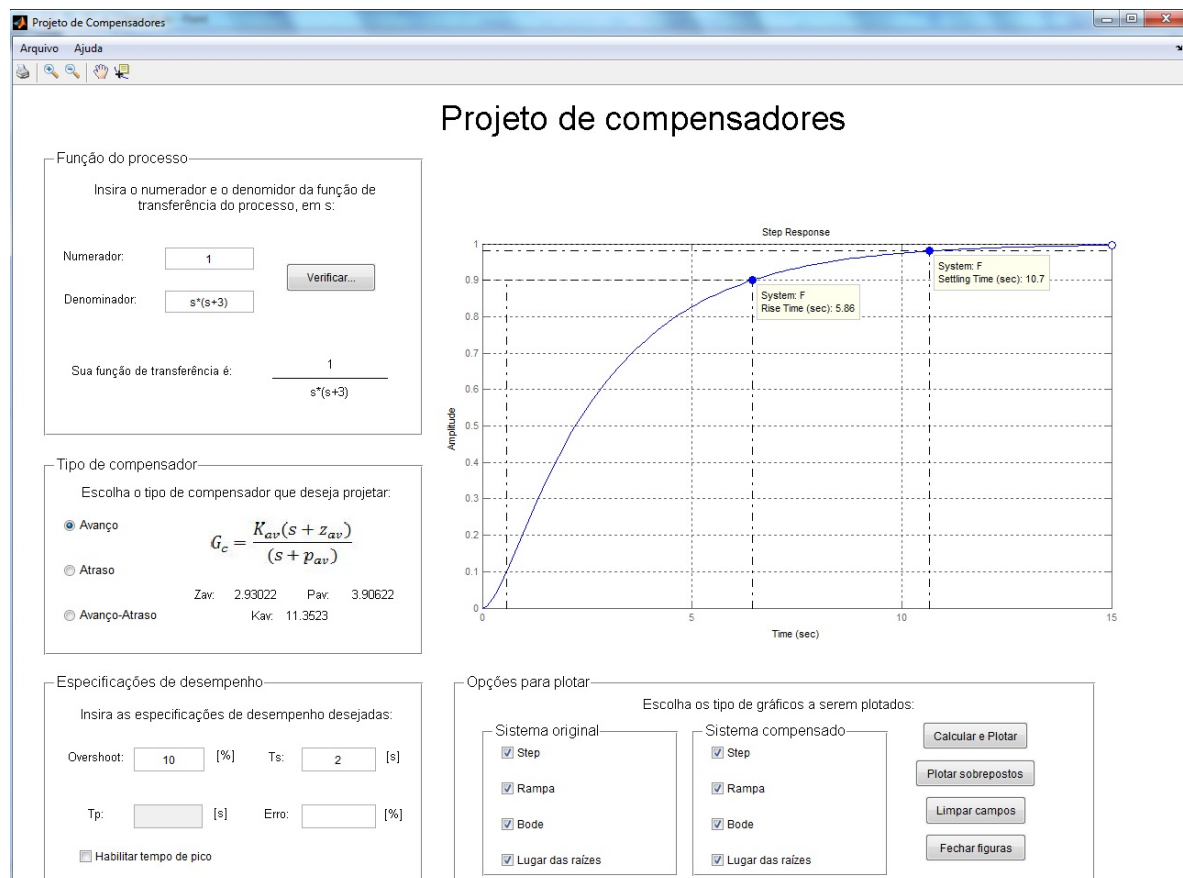 Projeto de Compensadores
Arquivo Ajuda
Projeto de compensadores
Função do processo
Insira o numerador e o denomidor da função de
transferência do processo, em s:
Numerador: 1
Verificar...
Denominador: s*(s+3)
Sua função de transferência é: 1
s*(s+3)
Tipo de compensador
Escolha o tipo de compensador que deseja projetar:
Avanço
Atraso
Avanço-Atraso
G_c = K_av(s + z_av) / (s + p_av)
Zav: 2.93022 Pav: 3.90622
Kav: 11.3523
Especificações de desempenho
Insira as especificações de desempenho desejadas:
Overshoot: 10 [%] Ts: 2 [s]
Tp: [s] Erro: [%]
Habilitar tempo de pico
Step Response
Amplitude
1
0.9
0.8
0.7
0.6
0.5
0.4
0.3
0.2
0.1
0
System: F
Settling Time (sec): 10.7
System: F
Rise Time (sec): 5.86
0 5 10 15
Time (sec)
Opções para plotar
Escolha os tipo de gráficos a serem plotados:
Sistema original
Step
Rampa
Bode
Lugar das raízes
Sistema compensado
Step
Rampa
Bode
Lugar das raízes
Calcular e Plotar
Plotar sobrepostos
Limpar campos
Fechar figuras